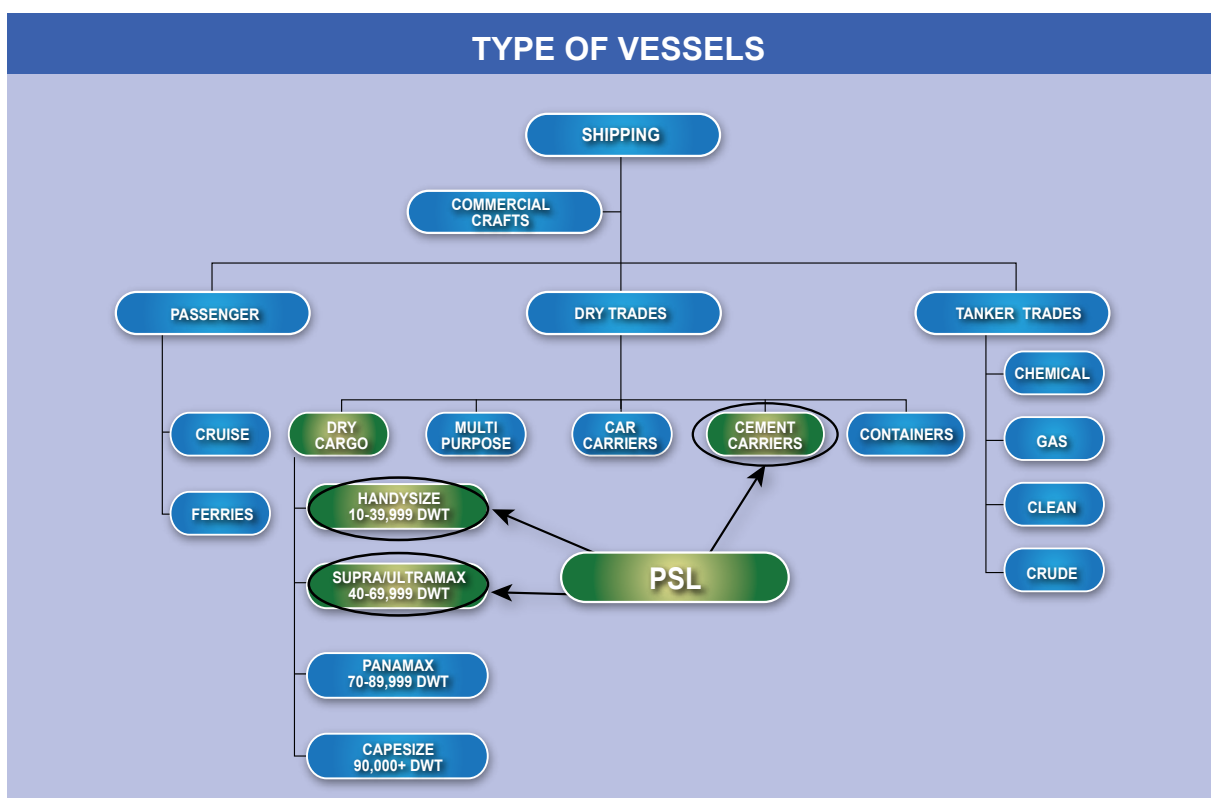 TYPE OF VESSELS
SHIPPING
COMMERCIAL
CRAFTS
PASSENGER
DRY TRADES
TANKER TRADES
CHEMICAL
CRUISE
DRY
CARGO
MULTI
PURPOSE
CAR
CARRIERS
CEMENT
CARRIERS
CONTAINERS
GAS
HANDYSIZE
10-39,999 DWT
FERRIES
CLEAN
SUPRA/ULTRAMAX
40-69,999 DWT
PSL
CRUDE
PANAMAX
70-89,999 DWT
CAPESIZE
90,000+ DWT